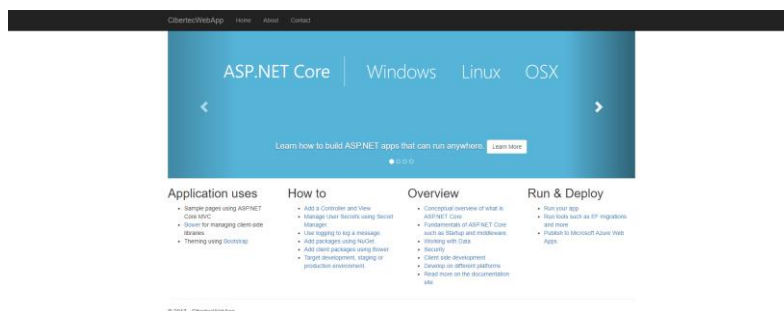 CibertecWebApp Home About Contact
ASP.NET Core Windows Linux OSX
Learn how to build ASP.NET apps that can run anywhere. Learn More
Application uses
Sample pages using ASP.NET
Core MVC
Bower for managing client-side
libraries
Theming using Bootstrap
How to
Add a Controller and View
Manage User Secrets using Secret
Manager.
Use logging to log a message.
Add packages using NuGet.
Add client packages using Bower.
Target development, staging or
production environment.
Overview
Conceptual overview of what is
ASP.NET Core
Fundamentals of ASP.NET Core
such as Startup and middleware.
Working with Data
Security
Client side development
Develop on different platforms
Read more on the documentation
site
Run & Deploy
Run your app
Run tools such as EF migrations
and more
Publish to Microsoft Azure Web
Apps
CibertecWebApp